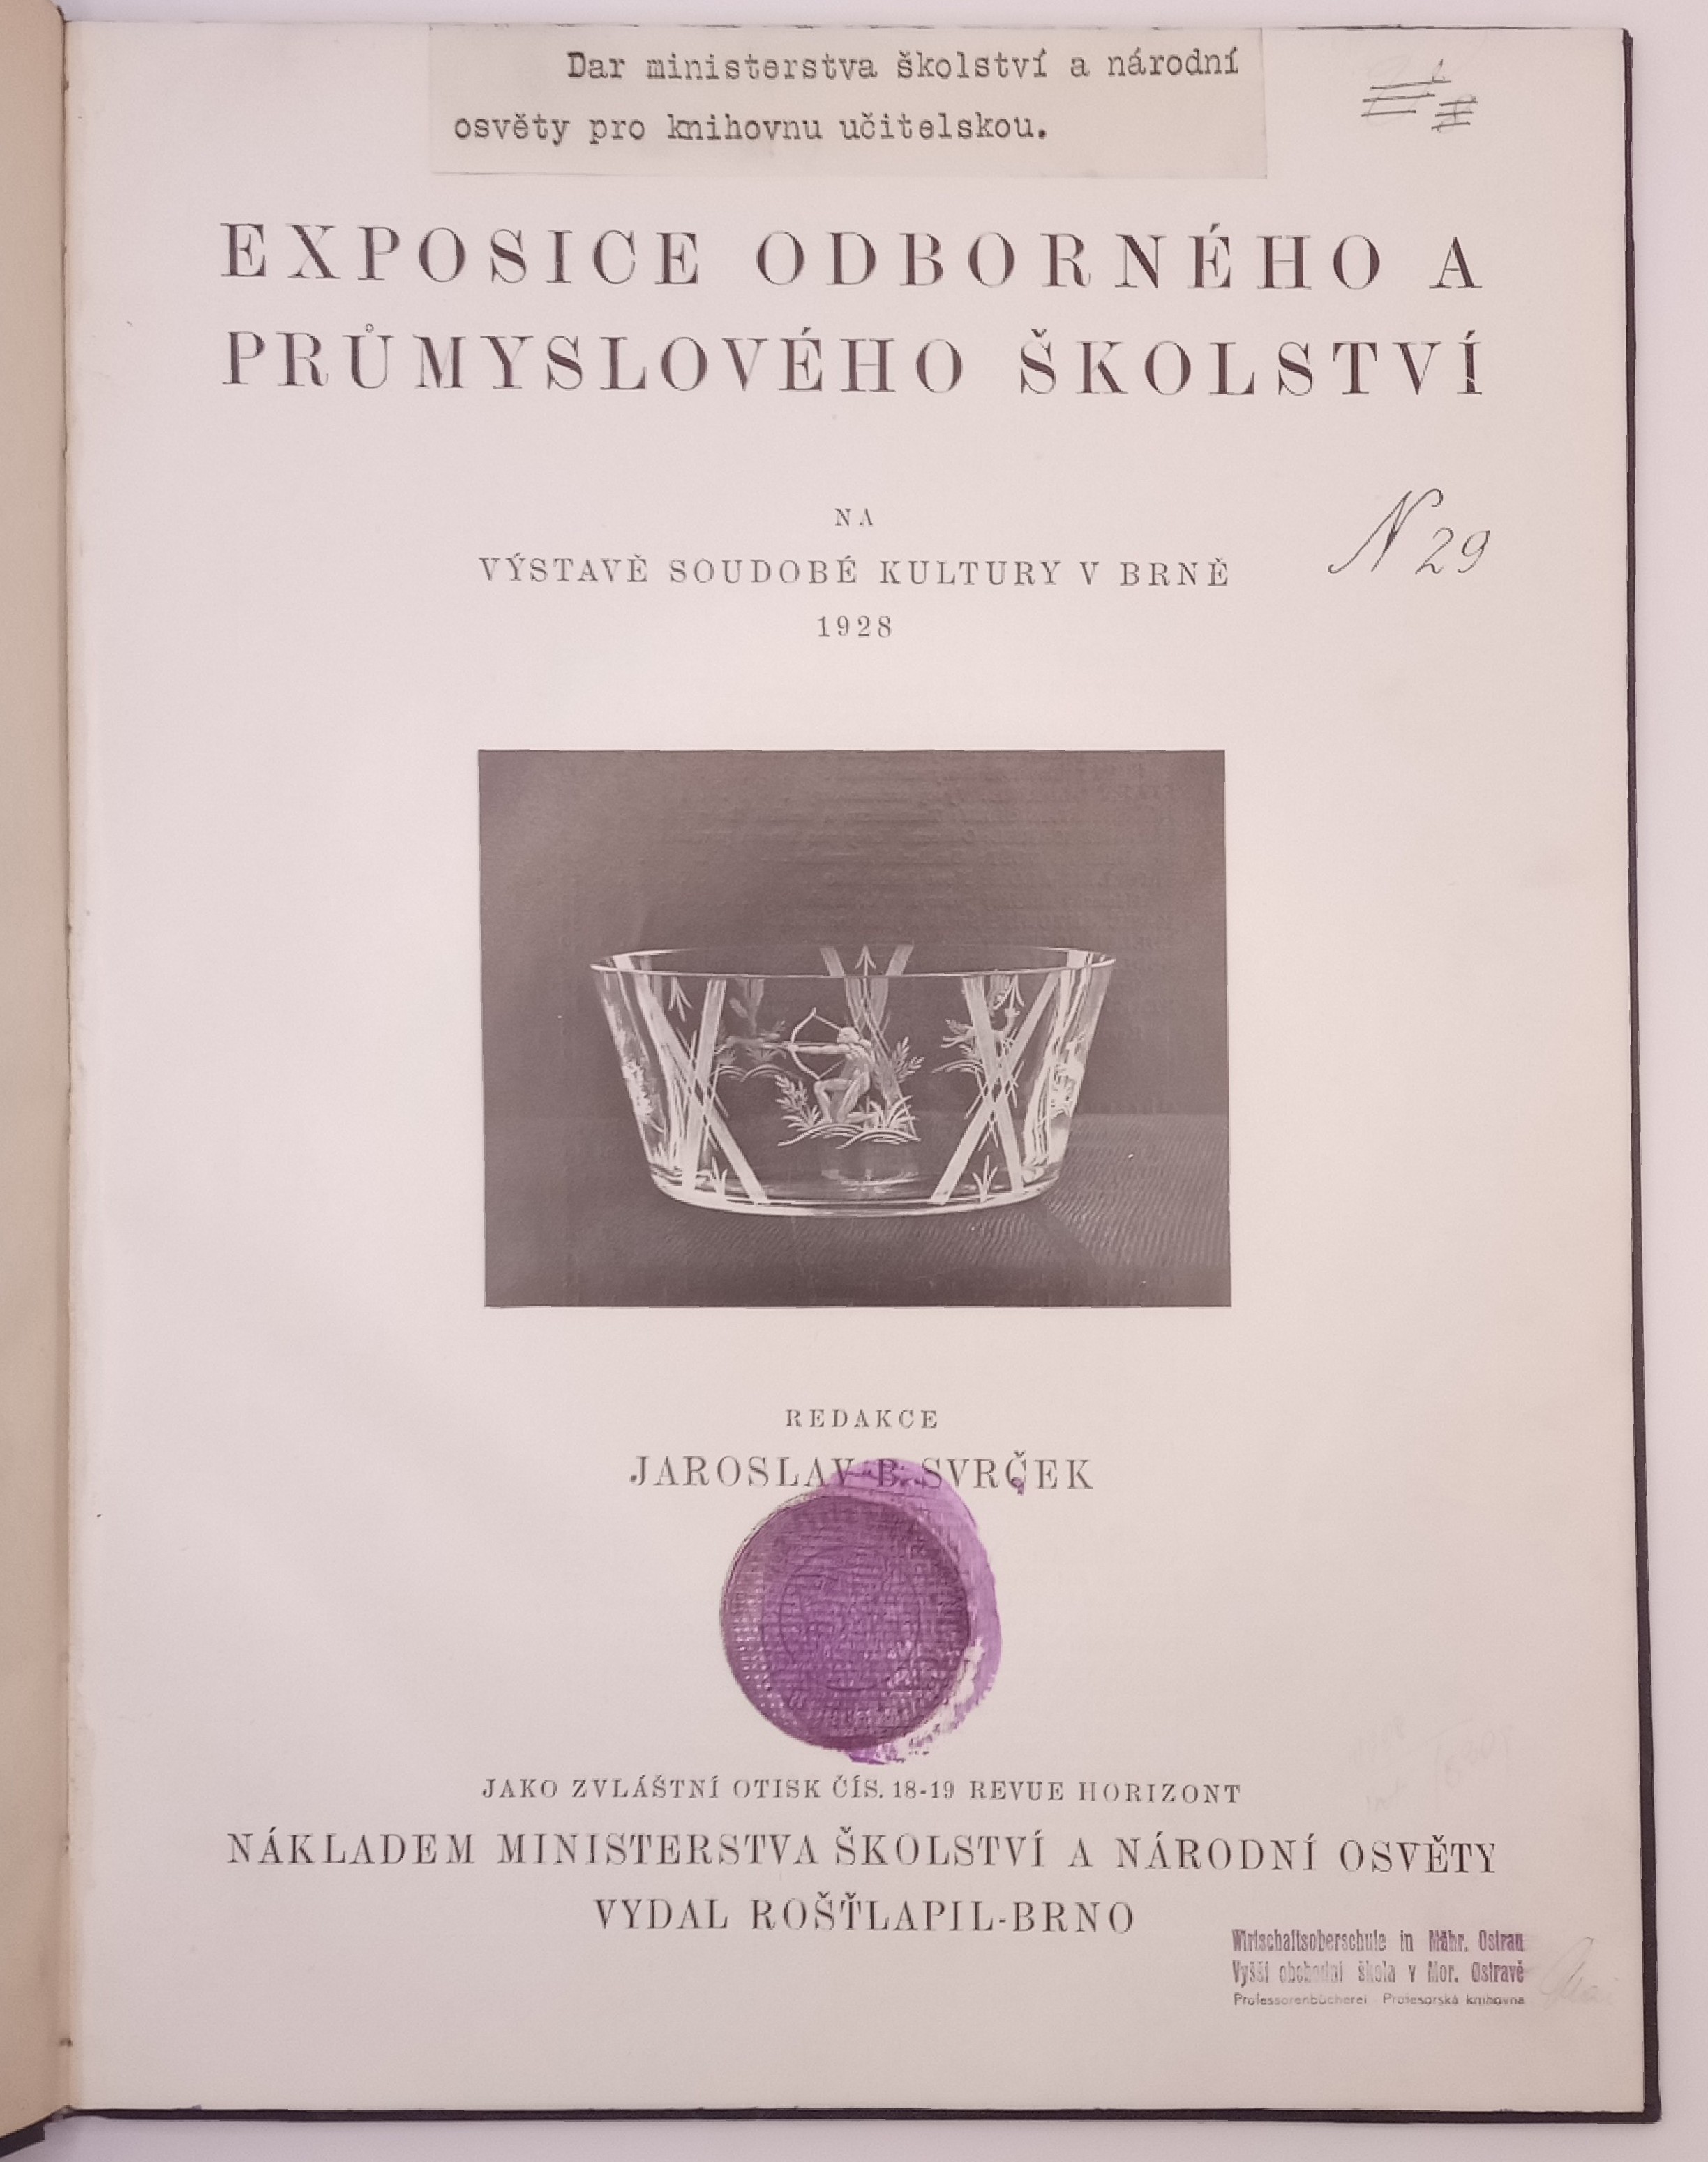 Dar ministerstva školství a národní
osvěty pro knihovnu učitelskou.
EXPOSICE ODBORNÉHO A
PRŮMYSLOVÉHO ŠKOLSTVÍ
NA
VÝSTAVĚ SOUDOBÉ KULTURY V BRNĚ
1928
N 29
REDAKCE
JAROSLAV B. SVRČEK
JAKO ZVLÁŠTNÍ OTISK ČÍS. 18-19 REVUE HORIZONT
NÁKLADEM MINISTERSTVA ŠKOLSTVÍ A NÁRODNÍ OSVĚTY
VYDAL ROŠŤLAPIL-BRNO
Wirtschaftsoberschule in Mähr. Ostrau
Vyšší obchodní škola v Mor. Ostravě
Professorenbücherei Profesorská knihovna